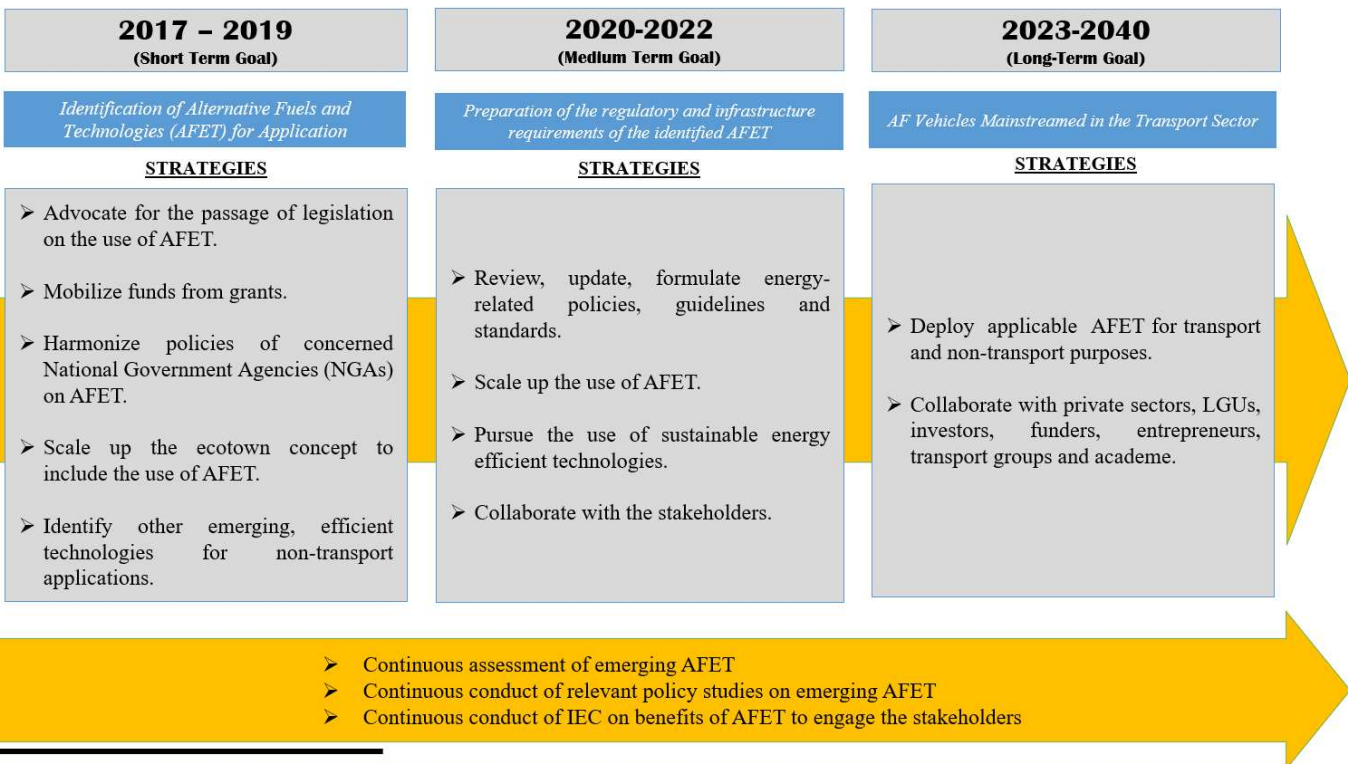 2017 – 2019
(Short Term Goal)
Identification of Alternative Fuels and
Technologies (AFET) for Application
STRATEGIES
➢ Advocate for the passage of legislation
on the use of AFET.
➢ Mobilize funds from grants.
➢ Harmonize policies of concerned
National Government Agencies (NGAs)
on AFET.
➢ Scale up the ecotown concept to
include the use of AFET.
➢ Identify other emerging, efficient
technologies for non-transport
applications.
2020-2022
(Medium Term Goal)
Preparation of the regulatory and infrastructure
requirements of the identified AFET
STRATEGIES
➢ Review, update, formulate energy-
related policies, guidelines and
standards.
➢ Scale up the use of AFET.
➢ Pursue the use of sustainable energy
efficient technologies.
➢ Collaborate with the stakeholders.
2023-2040
(Long-Term Goal)
AF Vehicles Mainstreamed in the Transport Sector
STRATEGIES
➢ Deploy applicable AFET for transport
and non-transport purposes.
➢ Collaborate with private sectors, LGUs,
investors, funders, entrepreneurs,
transport groups and academe.
➢ Continuous assessment of emerging AFET
➢ Continuous conduct of relevant policy studies on emerging AFET
➢ Continuous conduct of IEC on benefits of AFET to engage the stakeholders